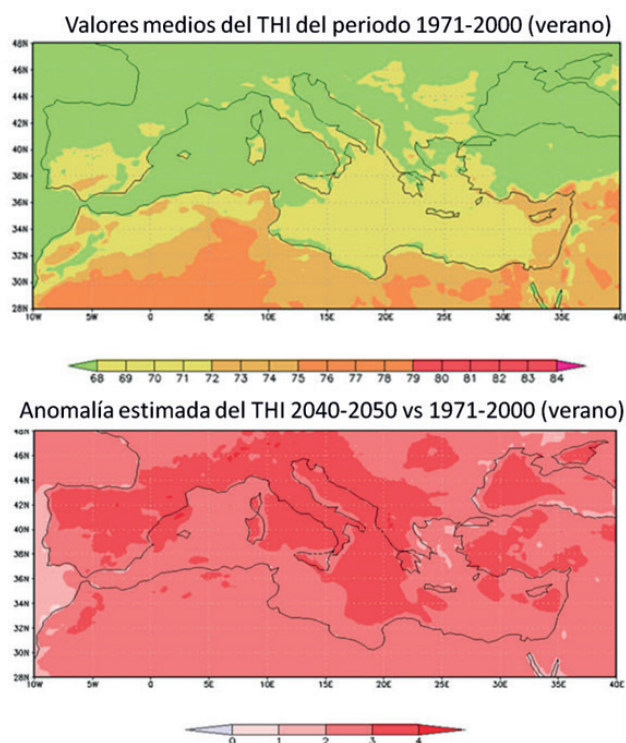 Valores medios del THI del periodo 1971-2000 (verano)
48N
46N
44N
42N
40N
38N
36N
34N
32N
30N
28N
10W 5W 0 5E 10E 15E 20E 25E 30E 35E 40E
68 69 70 71 72 73 74 75 76 77 78 79 80 81 82 83 84
Anomalía estimada del THI 2040-2050 vs 1971-2000 (verano)
48N
46N
44N
42N
40N
38N
36N
34N
32N
30N
28N
10W 5W 0 5E 10E 15E 20E 25E 30E 35E 40E
0 1 2 3 4